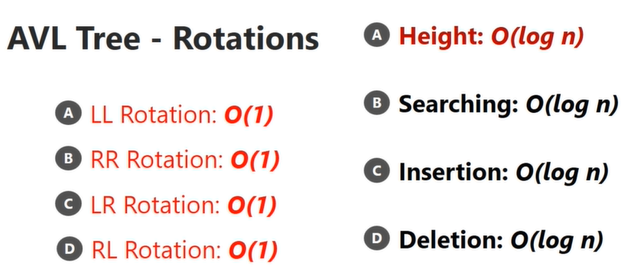 AVL Tree - Rotations
A LL Rotation: O(1)
B RR Rotation: O(1)
C LR Rotation: O(1)
D RL Rotation: O(1)
A Height: O(log n)
B Searching: O(log n)
C Insertion: O(log n)
D Deletion: O(log n)